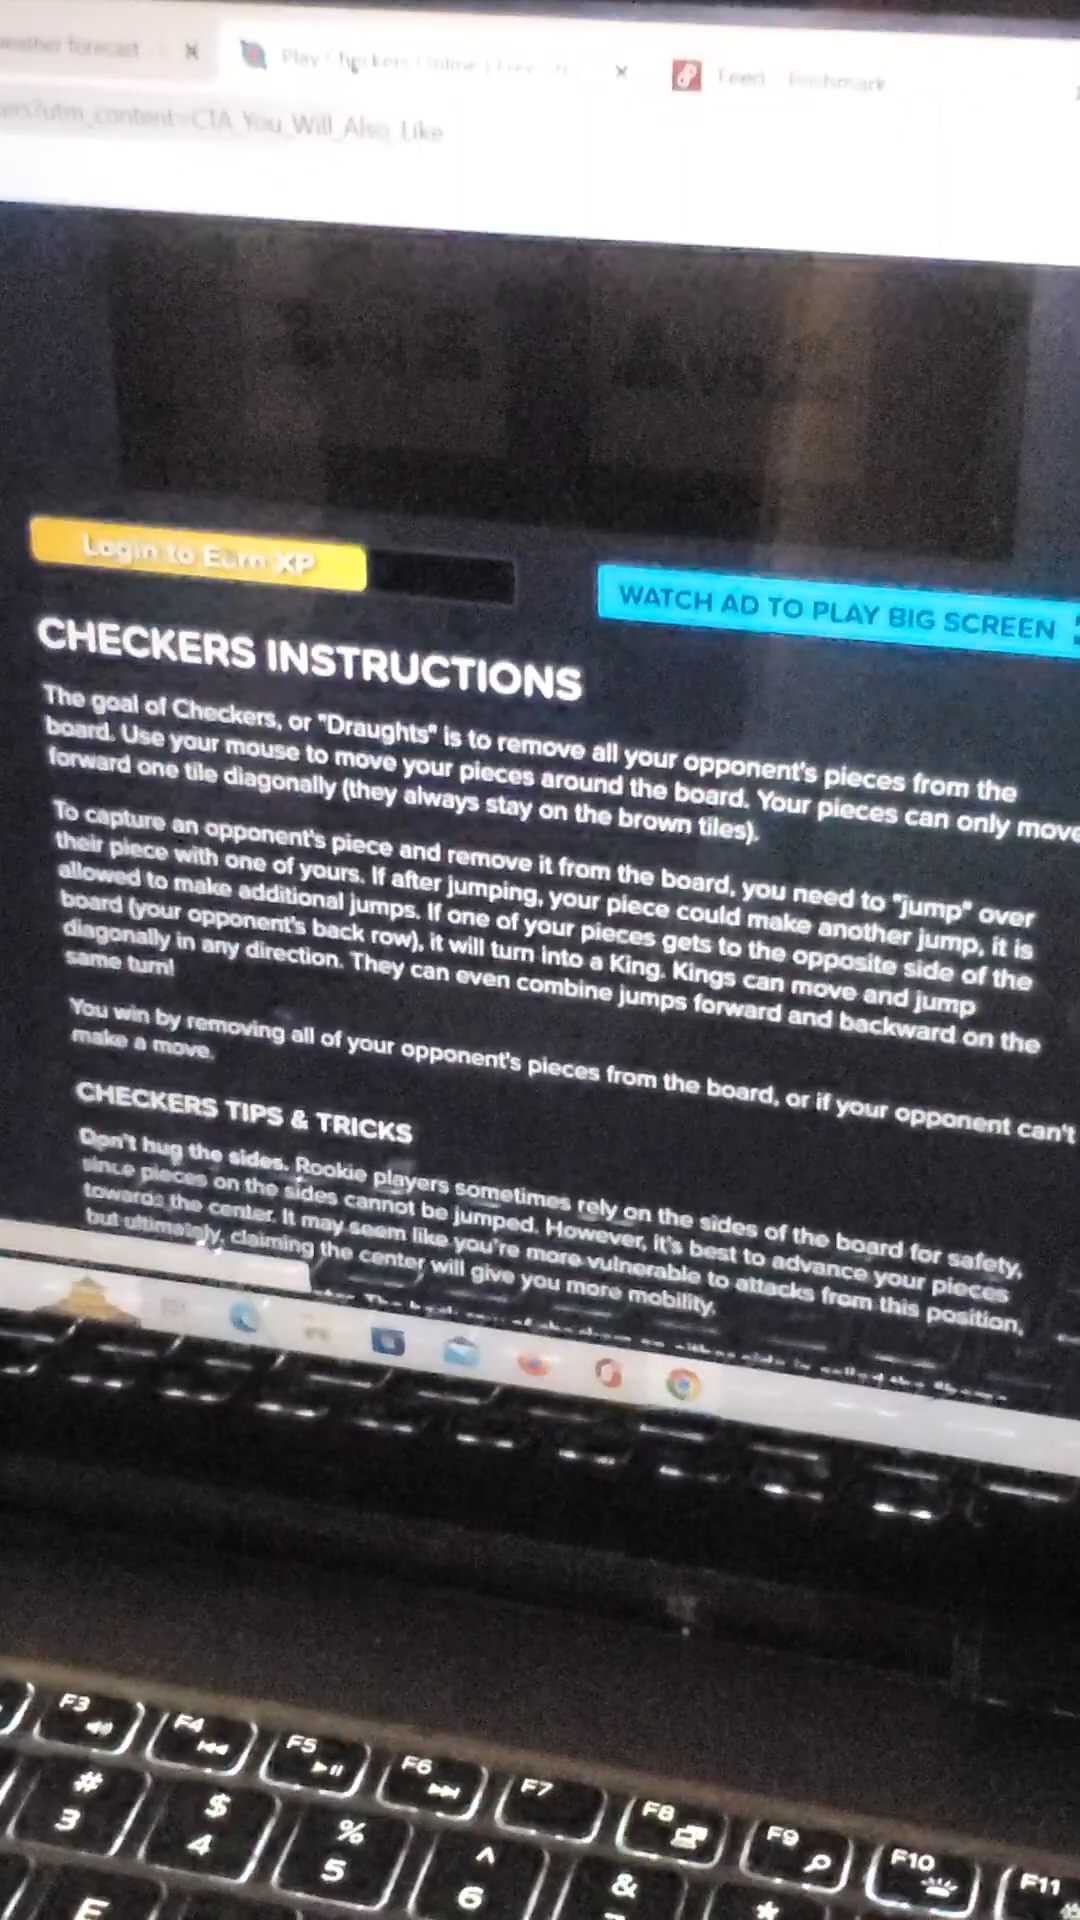 weather forecast
Play Checkers Online | Free
Feed Poshmark
ers?utm_content=CTA_You_Will_Also_Like
Login to Earn XP
WATCH AD TO PLAY BIG SCREEN
CHECKERS INSTRUCTIONS
The goal of Checkers, or "Draughts" is to remove all your opponent's pieces from the
board. Use your mouse to move your pieces around the board. Your pieces can only move
forward one tile diagonally (they always stay on the brown tiles).
To capture an opponent's piece and remove it from the board, you need to "jump" over
their piece with one of yours. If after jumping, your piece could make another jump, it is
allowed to make additional jumps. If one of your pieces gets to the opposite side of the
board (your opponent's back row), it will turn into a King. Kings can move and jump
diagonally in any direction. They can even combine jumps forward and backward on the
same turn!
You win by removing all of your opponent's pieces from the board, or if your opponent can't
make a move.
CHECKERS TIPS & TRICKS
Don't hug the sides. Rookie players sometimes rely on the sides of the board for safety,
since pieces on the sides cannot be jumped. However, it's best to advance your pieces
towards the center. It may seem like you're more vulnerable to attacks from this position,
but ultimately, claiming the center will give you more mobility.
F3 F4 F5 F6 F7 F8 F9 F10 F11
# $ % ^ & *
3 4 5 6
E